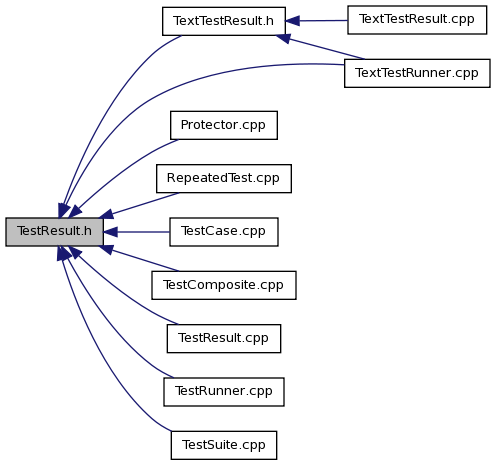 TextTestResult.h
TextTestResult.cpp
TextTestRunner.cpp
Protector.cpp
RepeatedTest.cpp
TestResult.h
TestCase.cpp
TestComposite.cpp
TestResult.cpp
TestRunner.cpp
TestSuite.cpp